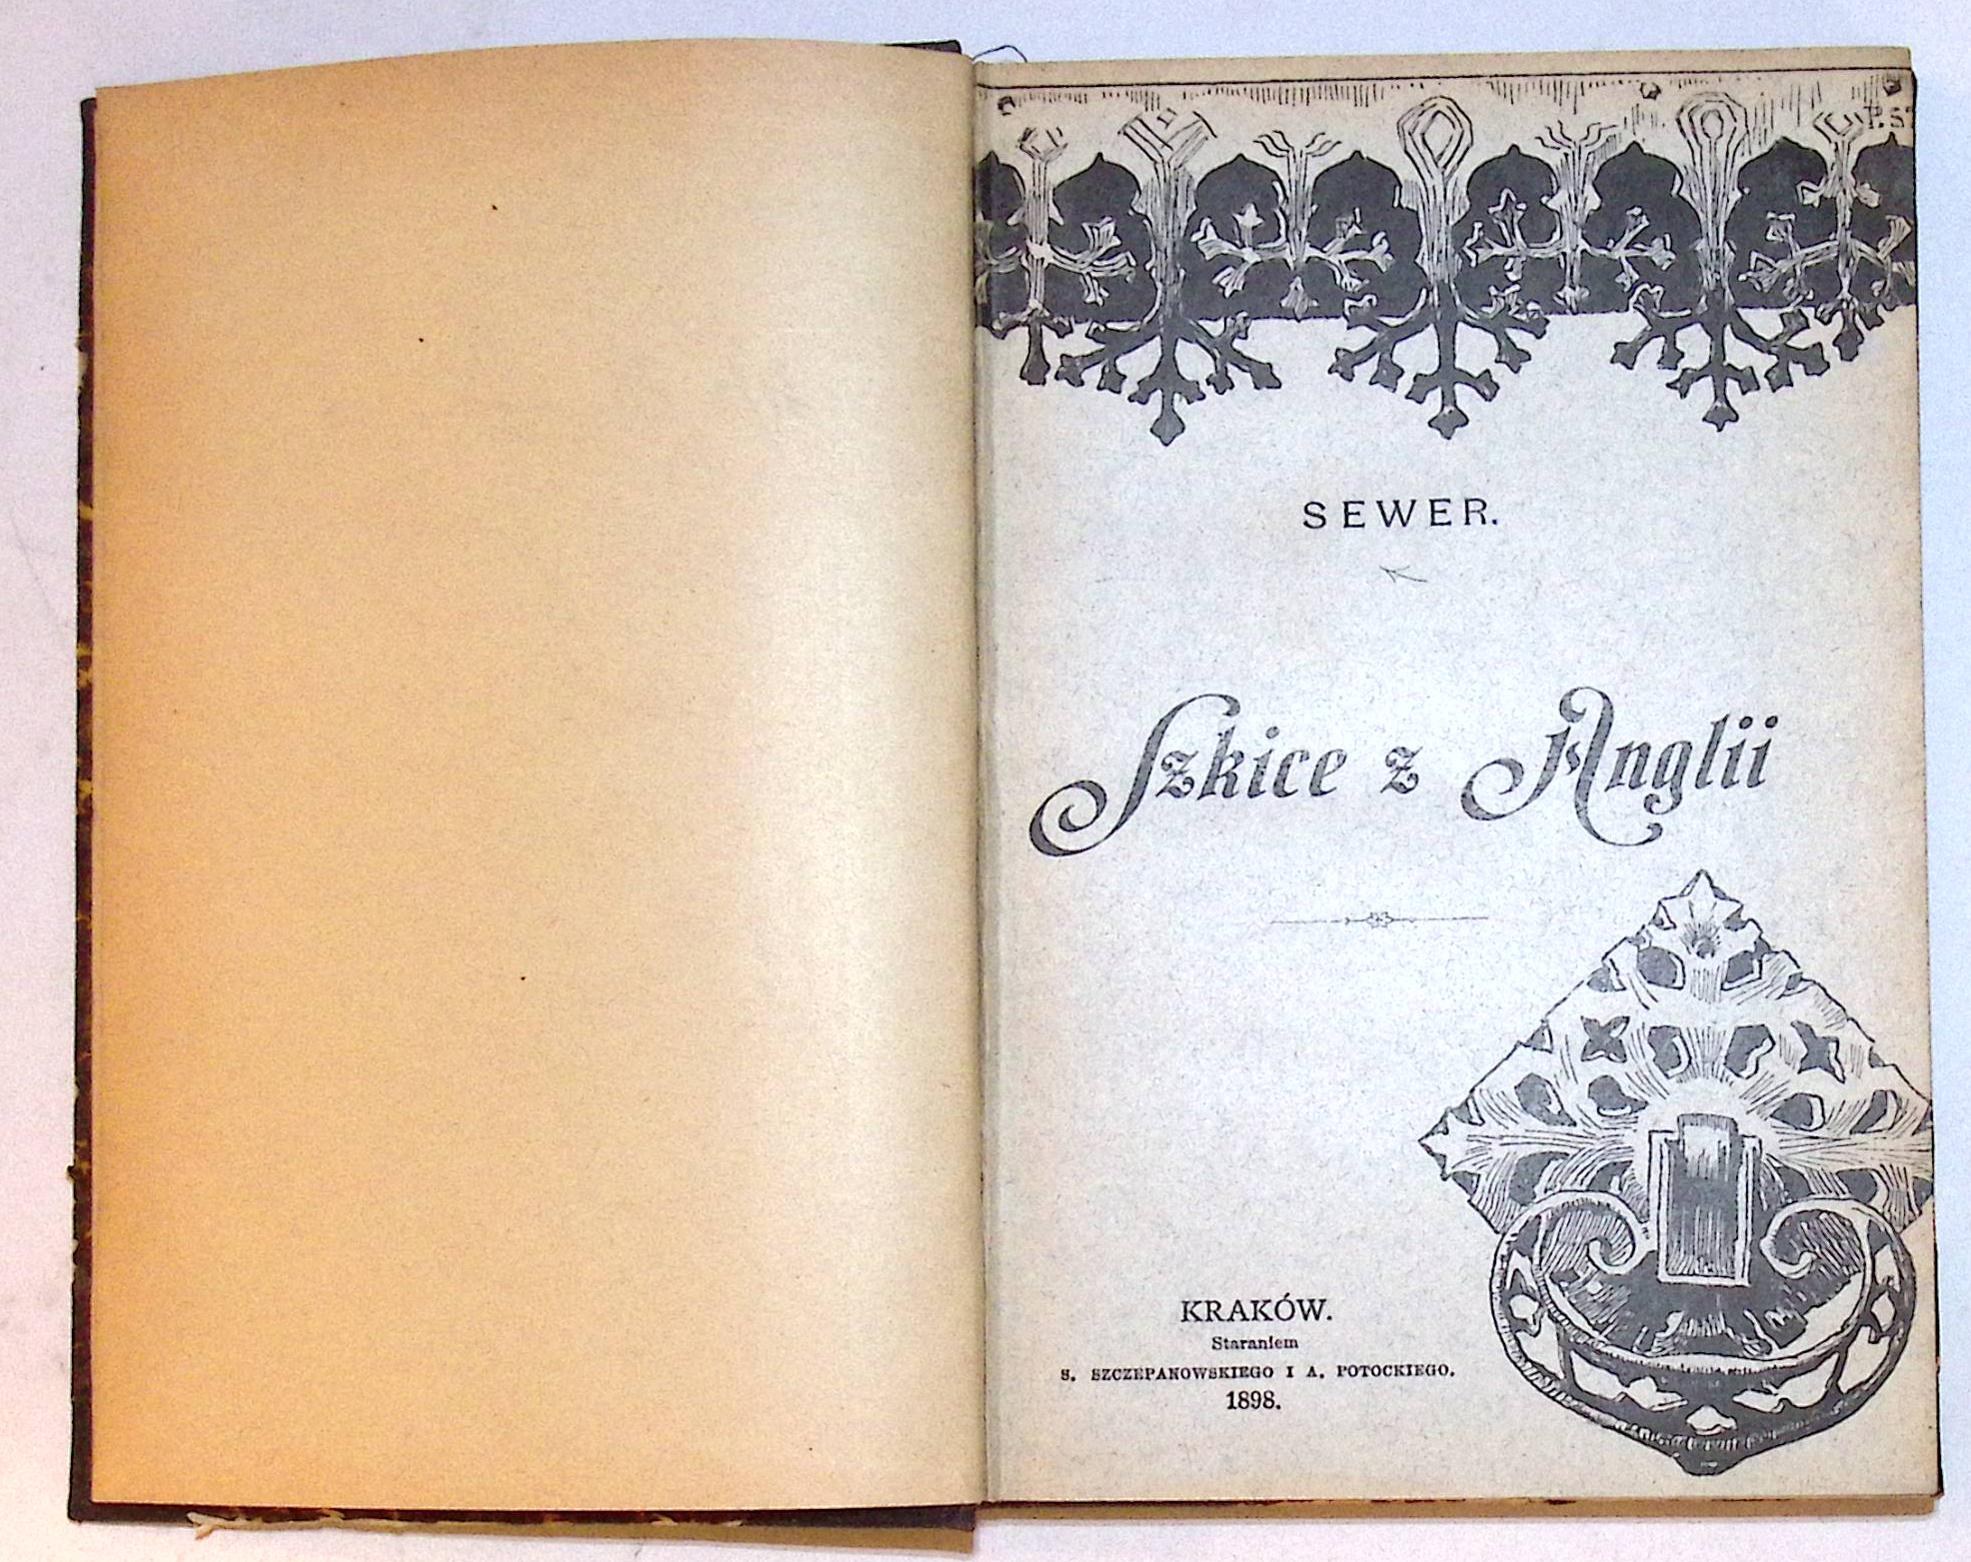 P.S
SEWER.
Szkice z Anglii
KRAKÓW.
Staraniem
S. SZCZEPANOWSKIEGO I A. POTOCKIEGO.
1898.